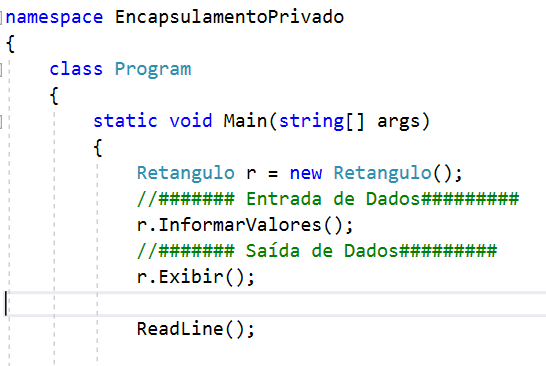 namespace EncapsulamentoPrivado
{
class Program
{
static void Main(string[] args)
{
Retangulo r = new Retangulo();
//####### Entrada de Dados#########
r.InformarValores();
//####### Saída de Dados#########
r.Exibir();
ReadLine();